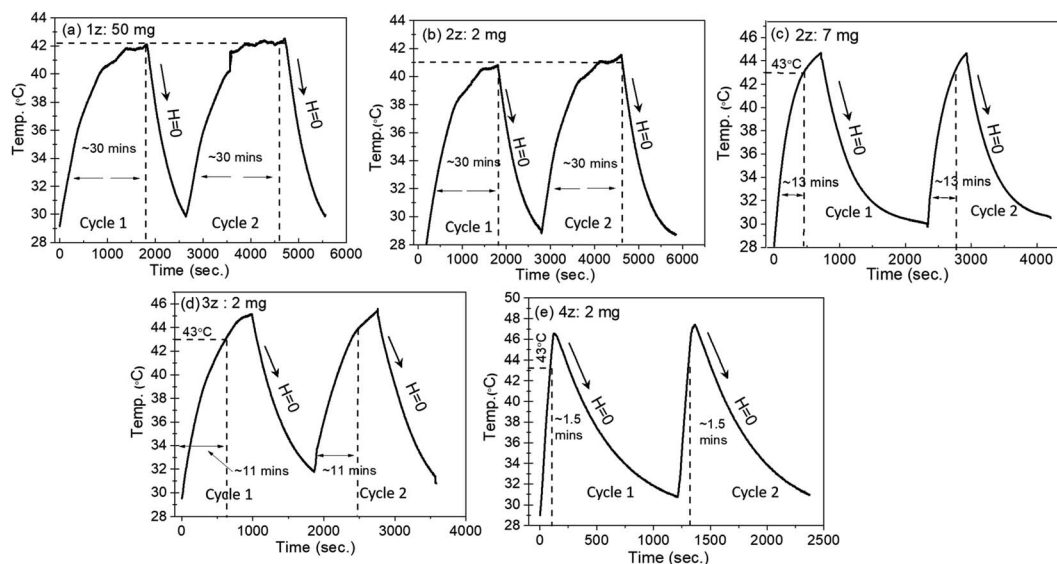 (a) 1z: 50 mg
44
42
40
38
36
34
32
30
28
Temp. (°C)
~30 mins
~30 mins
H=0
H=0
Cycle 1
Cycle 2
0 1000 2000 3000 4000 5000 6000
Time (sec.)
(b) 2z: 2 mg
44
42
40
38
36
34
32
30
28
Temp. (°C)
~30 mins
~30 mins
H=0
H=0
Cycle 1
Cycle 2
0 1000 2000 3000 4000 5000 6000
Time (sec.)
(c) 2z: 7 mg
46
44
42
40
38
36
34
32
30
28
Temp. (°C)
43°C
H=0
H=0
~13 mins
~13 mins
Cycle 1
Cycle 2
0 1000 2000 3000 4000
Time (sec.)
(d) 3z : 2 mg
46
44
42
40
38
36
34
32
30
28
Temp.(°C)
43°C
H=0
H=0
~11 mins
~11 mins
Cycle 1
Cycle 2
0 1000 2000 3000 4000
Time (sec.)
(e) 4z: 2 mg
50
48
46
44
42
40
38
36
34
32
30
28
Temp.(°C)
43°C
H=0
H=0
~1.5
mins
~1.5
mins
Cycle 1
Cycle 2
0 500 1000 1500 2000 2500
Time (sec.)